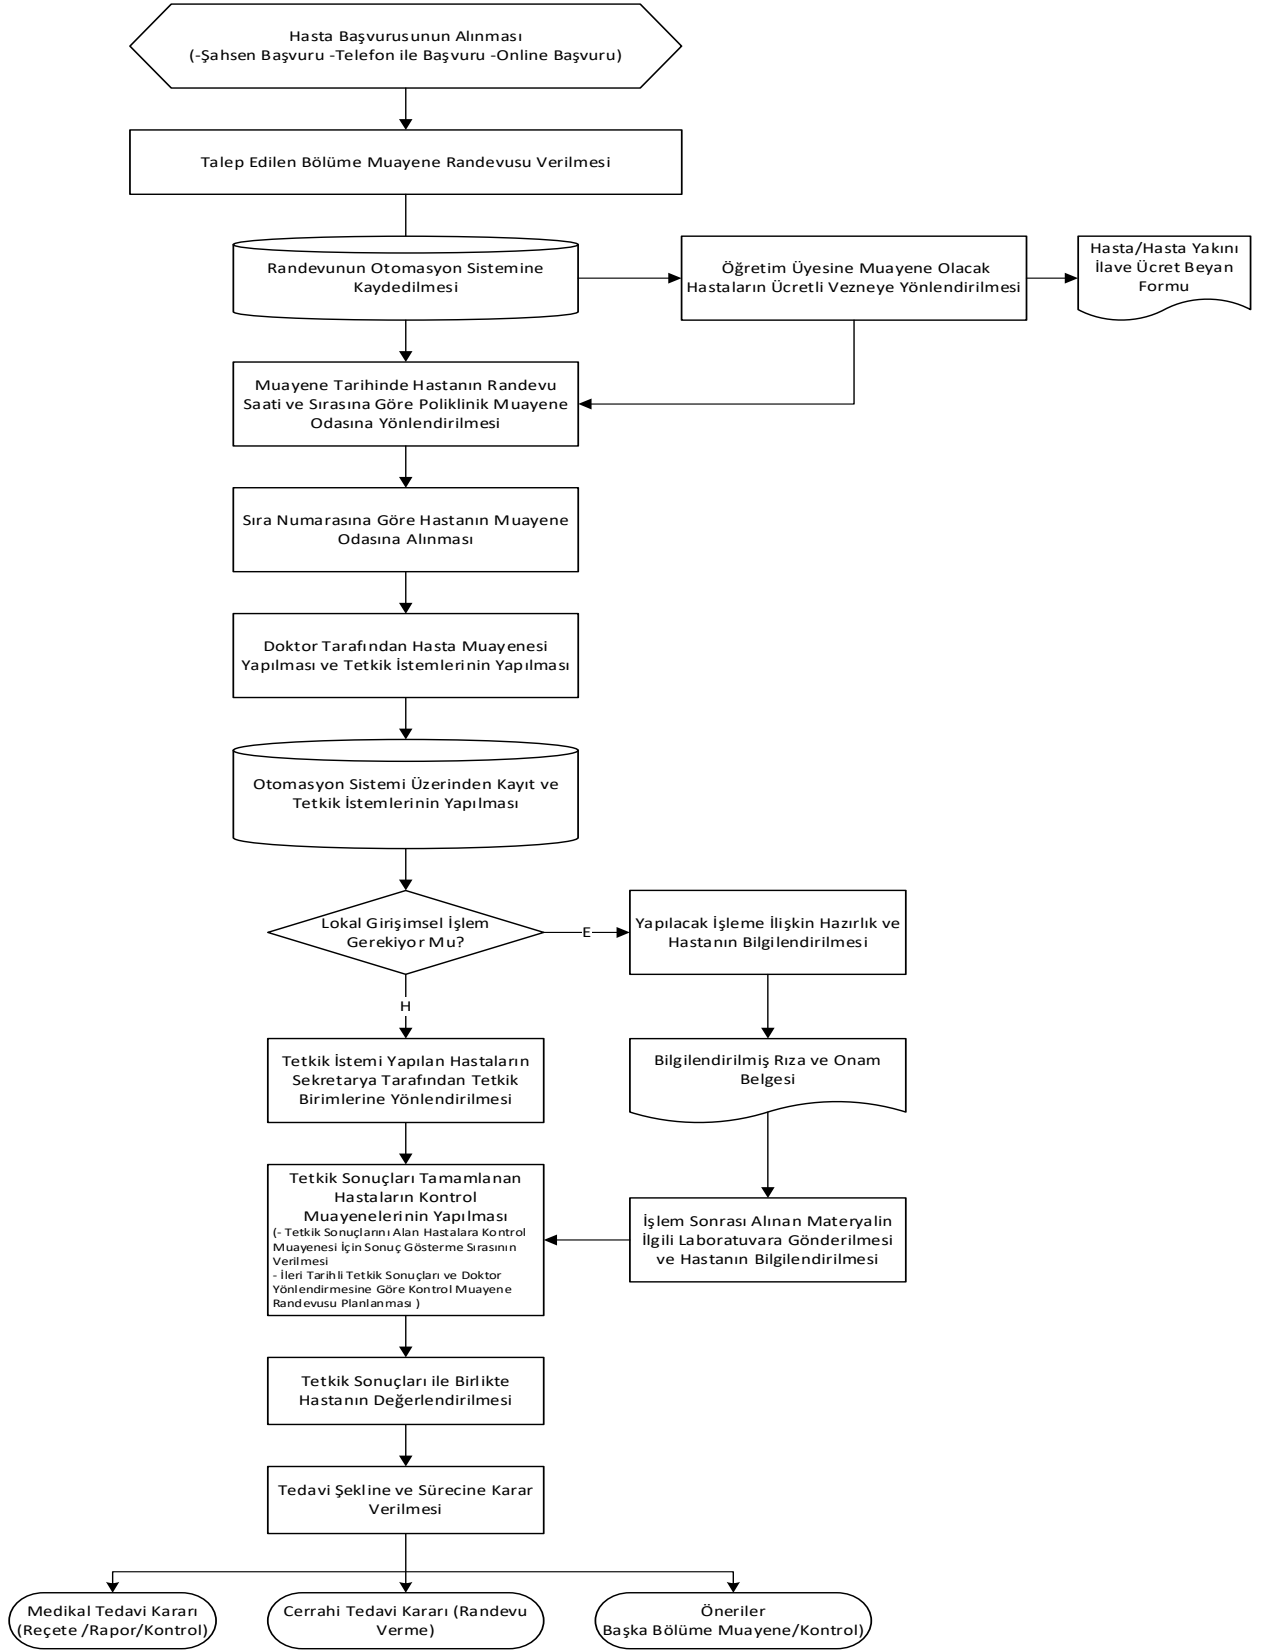 Hasta Başvurusunun Alınması
(-Şahsen Başvuru -Telefon ile Başvuru -Online Başvuru)
Talep Edilen Bölüme Muayene Randevusu Verilmesi
Randevunun Otomasyon Sistemine
Kaydedilmesi
Öğretim Üyesine Muayene Olacak
Hastaların Ücretli Vezneye Yönlendirilmesi
Hasta/Hasta Yakını
İlave Ücret Beyan
Formu
Muayene Tarihinde Hastanın Randevu
Saati ve Sırasına Göre Poliklinik Muayene
Odasına Yönlendirilmesi
Sıra Numarasına Göre Hastanın Muayene
Odasına Alınması
Doktor Tarafından Hasta Muayenesi
Yapılması ve Tetkik İstemlerinin Yapılması
Otomasyon Sistemi Üzerinden Kayıt ve
Tetkik İstemlerinin Yapılması
Lokal Girişimsel İşlem
Gerekiyor Mu?
E
Yapılacak İşleme İlişkin Hazırlık ve
Hastanın Bilgilendirilmesi
H
Tetkik İstemi Yapılan Hastaların
Sekretarya Tarafından Tetkik
Birimlerine Yönlendirilmesi
Bilgilendirilmiş Rıza ve Onam
Belgesi
Tetkik Sonuçları Tamamlanan
Hastaların Kontrol
Muayenelerinin Yapılması
(- Tetkik Sonuçlarını Alan Hastalara Kontrol
Muayenesi İçin Sonuç Gösterme Sırasının
Verilmesi
- İleri Tarihli Tetkik Sonuçları ve Doktor
Yönlendirmesine Göre Kontrol Muayene
Randevusu Planlanması )
İşlem Sonrası Alınan Materyalin
İlgili Laboratuvara Gönderilmesi
ve Hastanın Bilgilendirilmesi
Tetkik Sonuçları ile Birlikte
Hastanın Değerlendirilmesi
Tedavi Şekline ve Sürecine Karar
Verilmesi
Medikal Tedavi Kararı
(Reçete /Rapor/Kontrol)
Cerrahi Tedavi Kararı (Randevu
Verme)
Öneriler
Başka Bölüme Muayene/Kontrol)